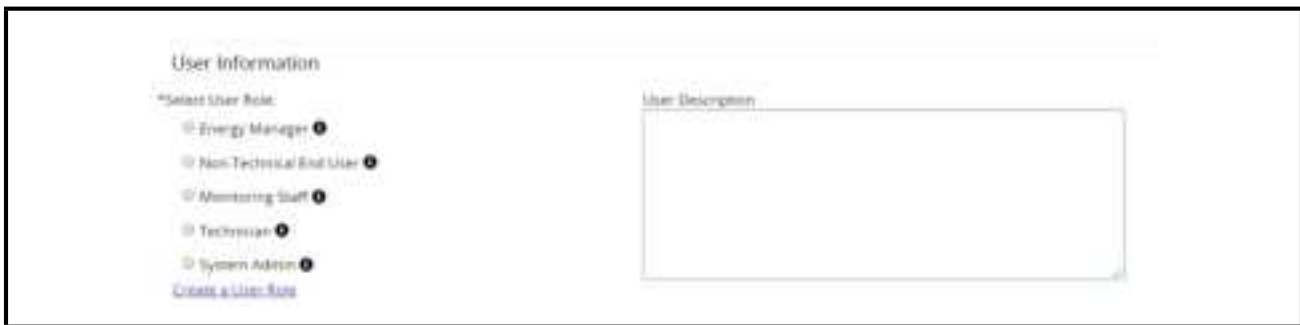 User Information
*Select User Role:
User Description
Energy Manager
Non-Technical End User
Monitoring Staff
Technician
System Admin
Create a User Role